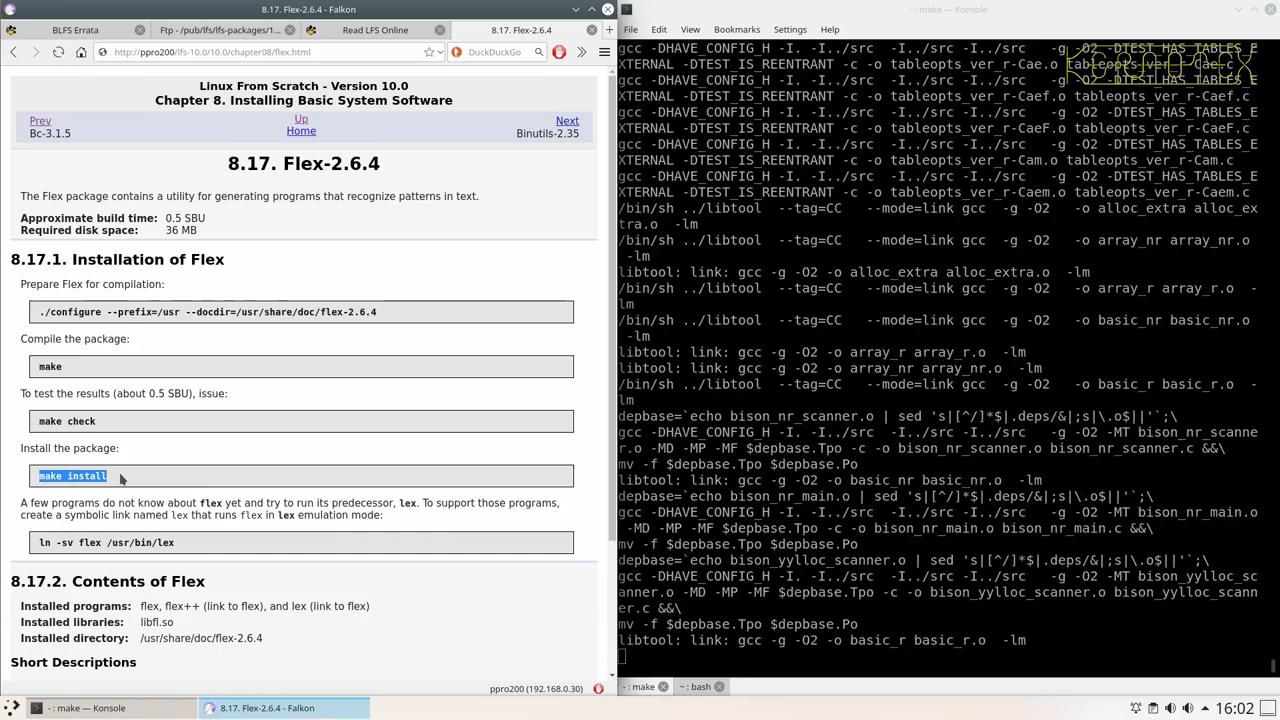 8.17. Flex-2.6.4 - Falkon
BLFS Errata
Ftp - /pub/lfs/lfs-packages/1...
Read LFS Online
8.17. Flex-2.6.4
http://ppro200/lfs-10.0/10.0/chapter08/flex.html
DuckDuckGo
Linux From Scratch - Version 10.0
Chapter 8. Installing Basic System Software
Prev
Up
Next
Bc-3.1.5
Home
Binutils-2.35
8.17. Flex-2.6.4
The Flex package contains a utility for generating programs that recognize patterns in text.
Approximate build time: 0.5 SBU
Required disk space: 36 MB
8.17.1. Installation of Flex
Prepare Flex for compilation:
./configure --prefix=/usr --docdir=/usr/share/doc/flex-2.6.4
Compile the package:
make
To test the results (about 0.5 SBU), issue:
make check
Install the package:
make install
A few programs do not know about flex yet and try to run its predecessor, lex. To support those programs,
create a symbolic link named lex that runs flex in lex emulation mode:
ln -sv flex /usr/bin/lex
8.17.2. Contents of Flex
Installed programs: flex, flex++ (link to flex), and lex (link to flex)
Installed libraries: libfl.so
Installed directory: /usr/share/doc/flex-2.6.4
Short Descriptions
ppro200 (192.168.0.30)
- : make — Konsole
File Edit View Bookmarks Settings Help
gcc -DHAVE_CONFIG_H -I. -I../src -g -O2 -DTEST_HAS_TABLES_E
XTERNAL -DTEST_IS_REENTRANT -c -o tableopts_ver_r-Cae.o tableopts_ver_r-Cae.c
gcc -DHAVE_CONFIG_H -I. -I../src -g -O2 -DTEST_HAS_TABLES_E
XTERNAL -DTEST_IS_REENTRANT -c -o tableopts_ver_r-Caef.o tableopts_ver_r-Caef.c
gcc -DHAVE_CONFIG_H -I. -I../src -g -O2 -DTEST_HAS_TABLES_E
XTERNAL -DTEST_IS_REENTRANT -c -o tableopts_ver_r-CaeF.o tableopts_ver_r-CaeF.c
gcc -DHAVE_CONFIG_H -I. -I../src -g -O2 -DTEST_HAS_TABLES_E
XTERNAL -DTEST_IS_REENTRANT -c -o tableopts_ver_r-Cam.o tableopts_ver_r-Cam.c
gcc -DHAVE_CONFIG_H -I. -I../src -g -O2 -DTEST_HAS_TABLES_E
XTERNAL -DTEST_IS_REENTRANT -c -o tableopts_ver_r-Caem.o tableopts_ver_r-Caem.c
/bin/sh ../libtool --tag=CC --mode=link gcc -g -O2 -o alloc_extra alloc_ex
tra.o -lm
/bin/sh ../libtool --tag=CC --mode=link gcc -g -O2 -o array_nr array_nr.o
-lm
libtool: link: gcc -g -O2 -o alloc_extra alloc_extra.o -lm
/bin/sh ../libtool --tag=CC --mode=link gcc -g -O2 -o array_r array_r.o -
lm
/bin/sh ../libtool --tag=CC --mode=link gcc -g -O2 -o basic_nr basic_nr.o
-lm
libtool: link: gcc -g -O2 -o array_r array_r.o -lm
libtool: link: gcc -g -O2 -o array_nr array_nr.o -lm
/bin/sh ../libtool --tag=CC --mode=link gcc -g -O2 -o basic_r basic_r.o -
lm
depbase=`echo bison_nr_scanner.o | sed 's|[^/]*$|.deps/&|;s|\.o$||'`;\
gcc -DHAVE_CONFIG_H -I. -I../src -g -O2 -MT bison_nr_scanne
r.o -MD -MP -MF $depbase.Tpo -c -o bison_nr_scanner.o bison_nr_scanner.c &&\
mv -f $depbase.Tpo $depbase.Po
libtool: link: gcc -g -O2 -o basic_nr basic_nr.o -lm
depbase=`echo bison_nr_main.o | sed 's|[^/]*$|.deps/&|;s|\.o$||'`;\
gcc -DHAVE_CONFIG_H -I. -I../src -g -O2 -MT bison_nr_main.o
-MD -MP -MF $depbase.Tpo -c -o bison_nr_main.o bison_nr_main.c &&\
mv -f $depbase.Tpo $depbase.Po
depbase=`echo bison_yylloc_scanner.o | sed 's|[^/]*$|.deps/&|;s|\.o$||'`;\
gcc -DHAVE_CONFIG_H -I. -I../src -g -O2 -MT bison_yylloc_sc
anner.o -MD -MP -MF $depbase.Tpo -c -o bison_yylloc_scanner.o bison_yylloc_scann
er.c &&\
mv -f $depbase.Tpo $depbase.Po
libtool: link: gcc -g -O2 -o basic_r basic_r.o -lm
- : make
~ : bash
- : make — Konsole
8.17. Flex-2.6.4 - Falkon
16:02